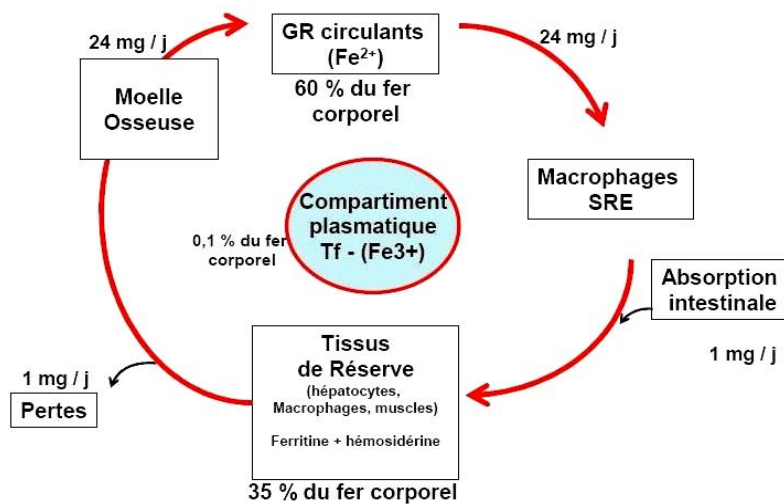 24 mg / j
GR circulants
(Fe²⁺)
60 % du fer
corporel
24 mg / j
Moelle
Osseuse
Macrophages
SRE
Compartiment
plasmatique
Tf - (Fe3+)
0,1 % du fer
corporel
Absorption
intestinale
1 mg / j
Tissus
de Réserve
(hépatocytes,
Macrophages, muscles)
Ferritine + hémosidérine
35 % du fer corporel
1 mg / j
Pertes